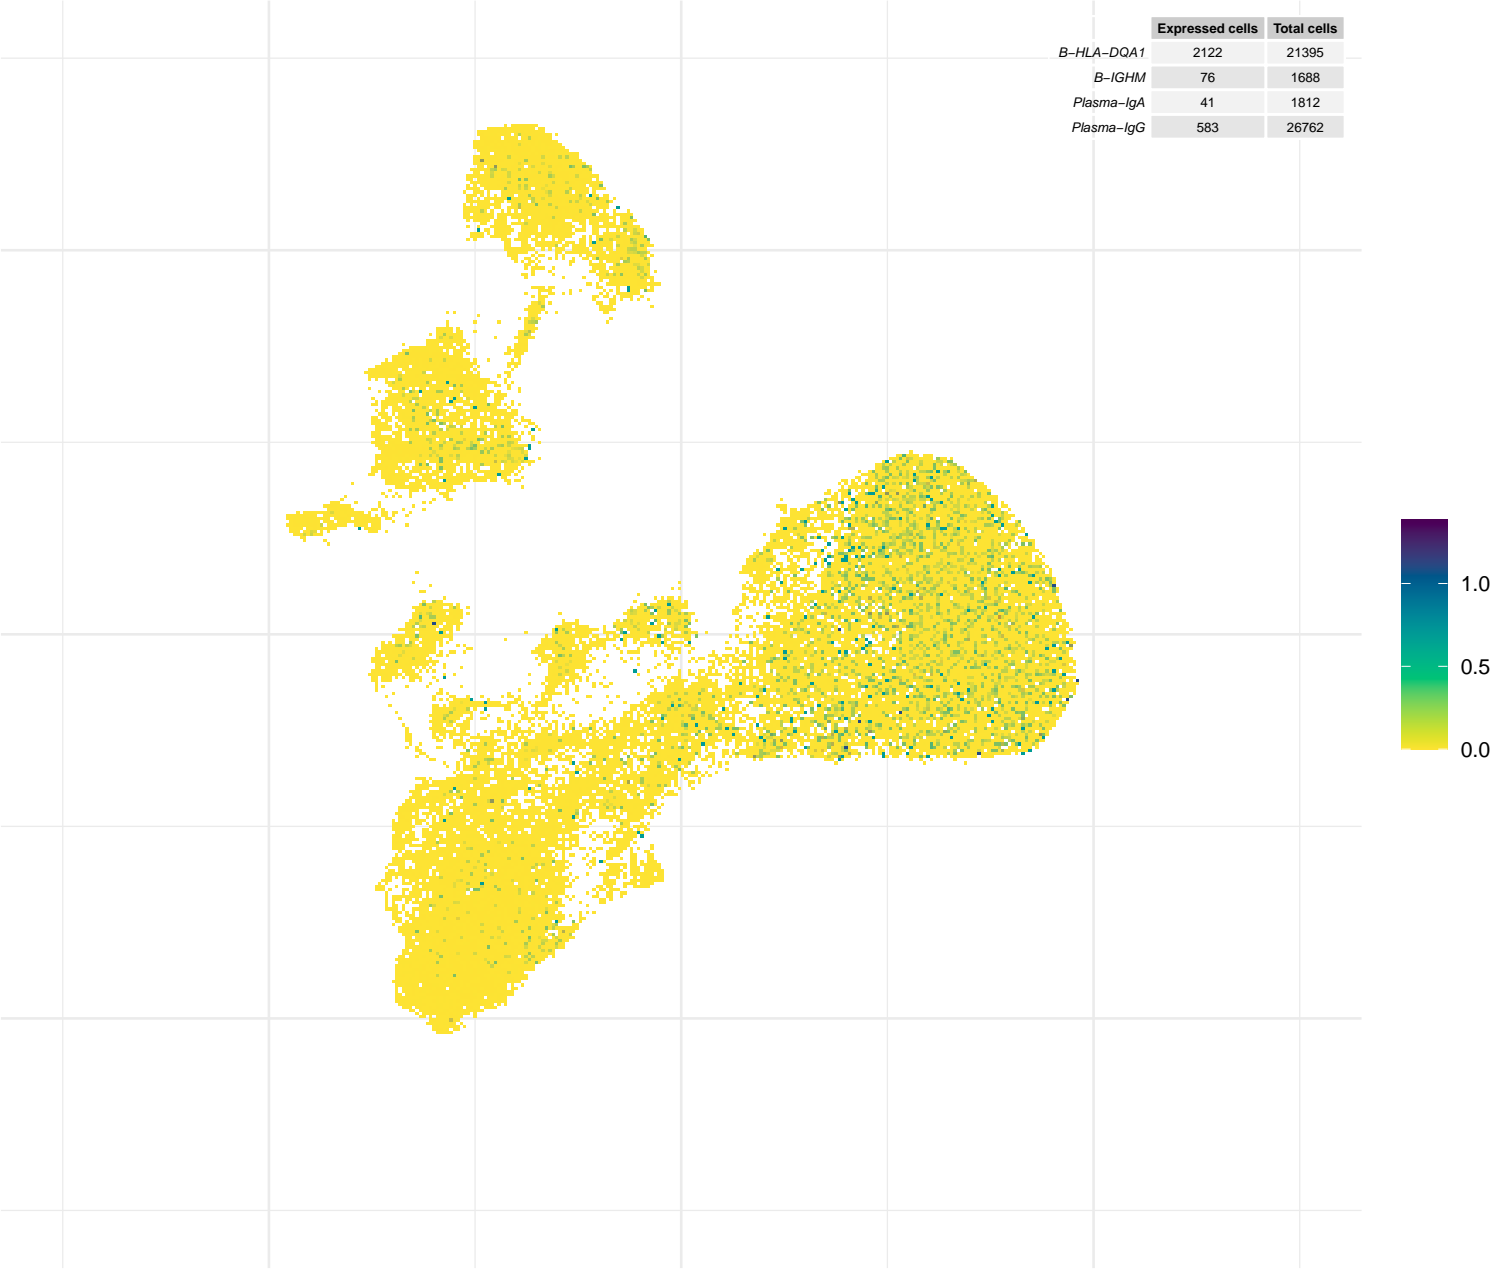 Expressed cells Total cells
B−HLA−DQA1 2122 21395
B−IGHM 76 1688
Plasma−IgA 41 1812
Plasma−IgG 583 26762
1.0
0.5
0.0